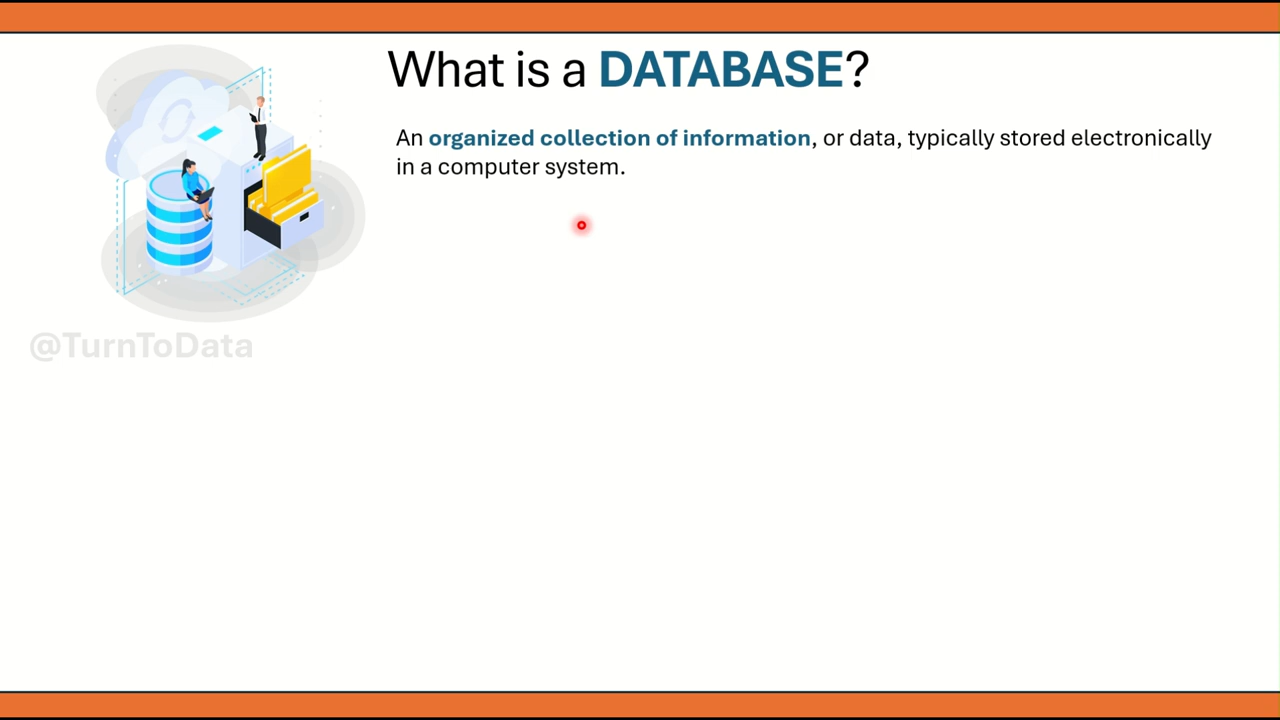 What is a DATABASE?
An organized collection of information, or data, typically stored electronically
in a computer system.
@TurnToData